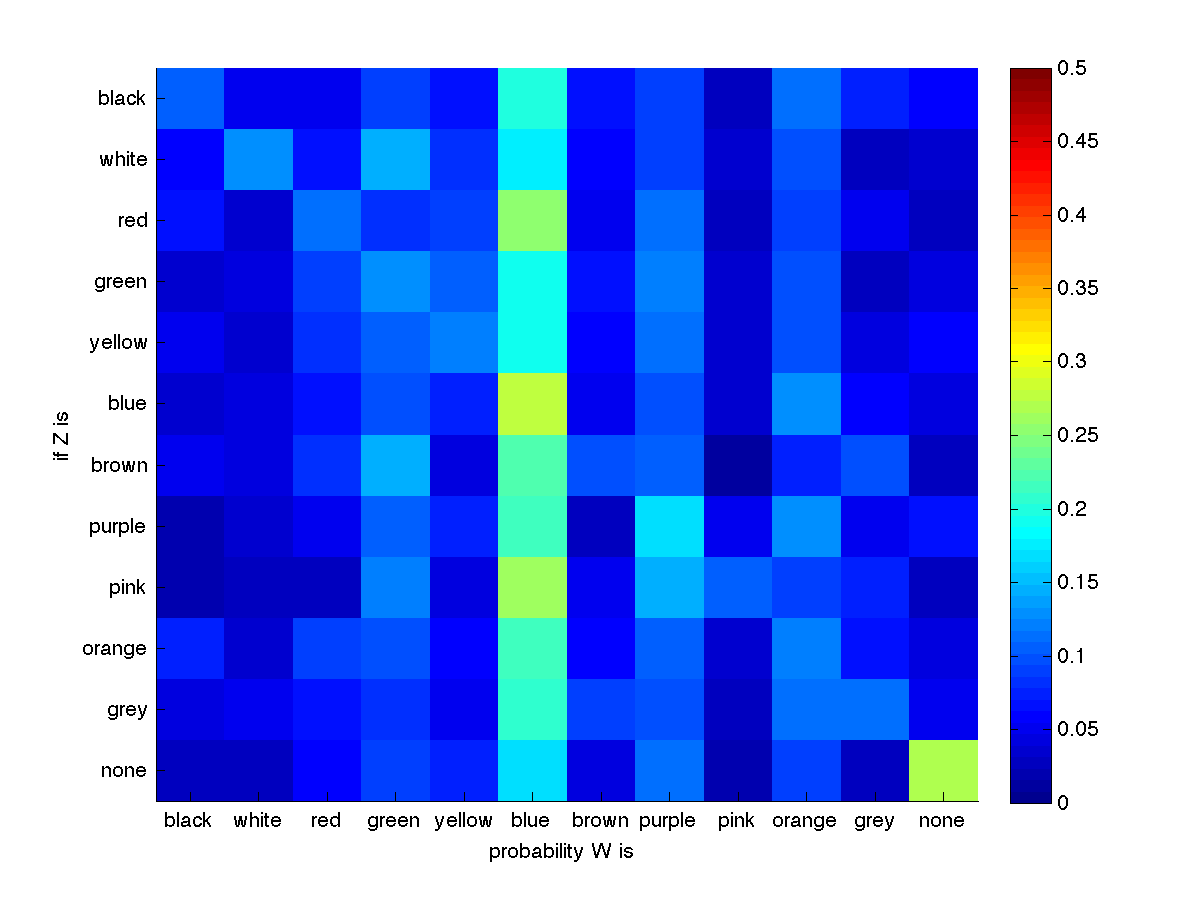 black
white
red
green
yellow
blue
brown
purple
pink
orange
grey
none
if Z is
black white red green yellow blue brown purple pink orange grey none
probability W is
0.5
0.45
0.4
0.35
0.3
0.25
0.2
0.15
0.1
0.05
0